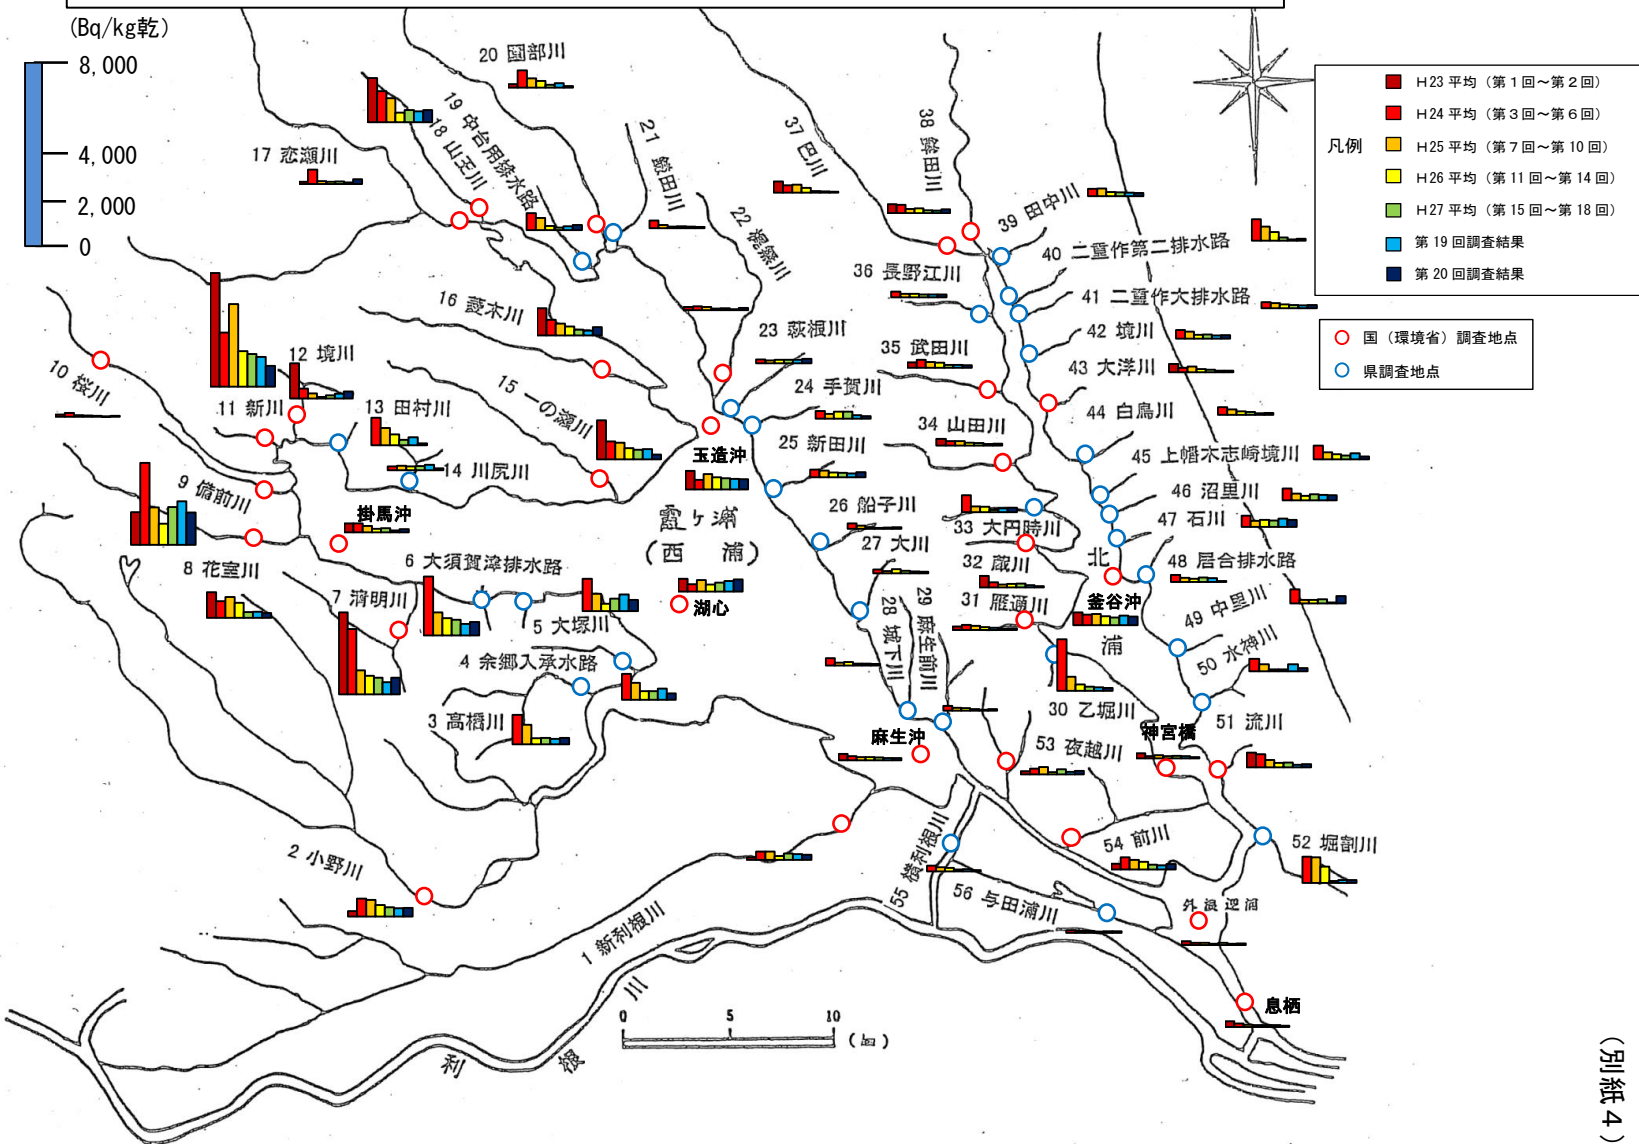 (Bq/kg乾)
8,000
4,000
2,000
0
凡例
H23 平均（第１回～第２回）
H24 平均（第３回～第６回）
H25 平均（第７回～第10回）
H26 平均（第11回～第14回）
H27 平均（第15回～第18回）
第19回調査結果
第20回調査結果
国（環境省）調査地点
県調査地点
20 園部川
19 中台用排水路
18 山王川
17 恋瀬川
21 鎌田川
22 梶無川
37 巴川
38 鉾田川
39 田中川
40 二重作第二排水路
36 長野江川
41 二重作大排水路
16 菱木川
23 萩根川
42 境川
35 武田川
43 大洋川
12 境川
10 桜川
11 新川
13 田村川
15 一の瀬川
24 手賀川
44 白鳥川
34 山田川
玉造沖
25 新田川
45 上幡木志崎境川
14 川尻川
9 備前川
46 沼里川
掛馬沖
霞ヶ浦
（西 浦）
26 船子川
33 大円時川
47 石川
27 大川
北
浦
48 居合排水路
8 花室川
6 大須賀津排水路
32 蔵川
7 清明川
湖心
31 雁通川
釜谷沖
49 中里川
5 大塚川
28 城下川
29 麻生前川
50 水神川
4 余郷入承水路
3 高橋川
30 乙堀川
51 流川
麻生沖
53 夜越川
神宮橋
2 小野川
54 前川
52 堀割川
55 横利根川
56 与田浦川
外浪逆浦
1 新利根川
息栖
利 根 川
0 5 10
（別紙４）